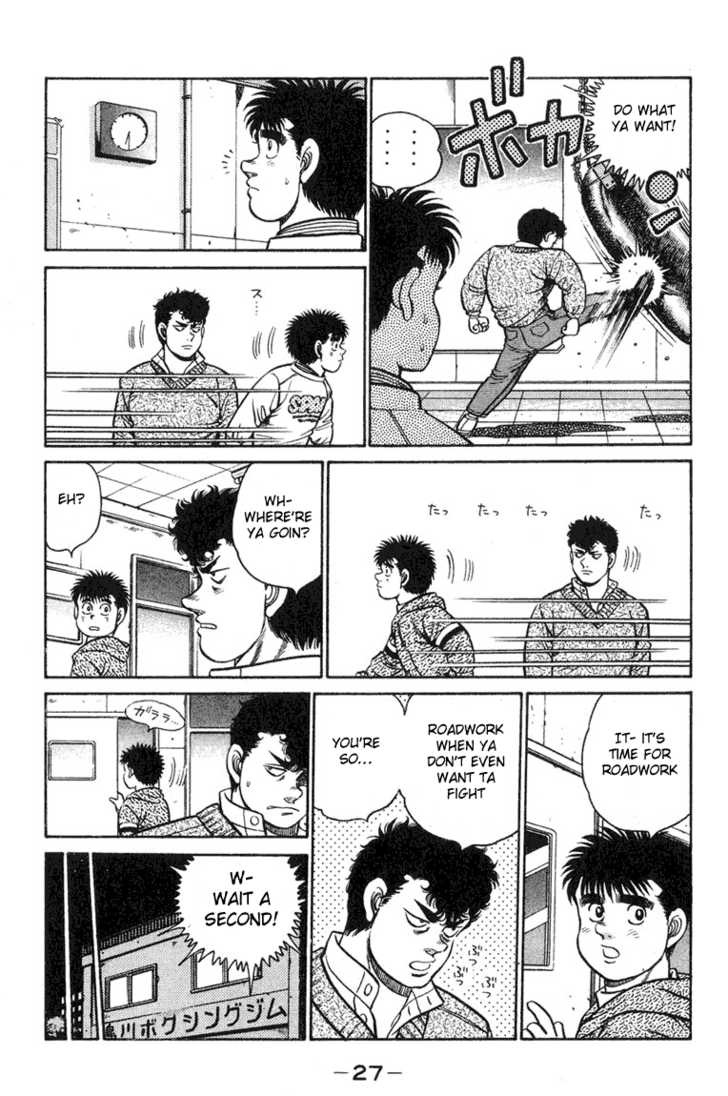 DO WHAT
YA WANT!
ボカ
......
ス…
たっ
たっ
たっ
たっ
WH-
WHERE'RE
YA GOIN?
EH?
IT- IT'S
TIME FOR
ROADWORK
ROADWORK
WHEN YA
DON'T EVEN
WANT TA
FIGHT
YOU'RE
SO...
ぶつ
ぶつ
ガララ…
W-
WAIT A
SECOND!
川ボクシングジム
-27-